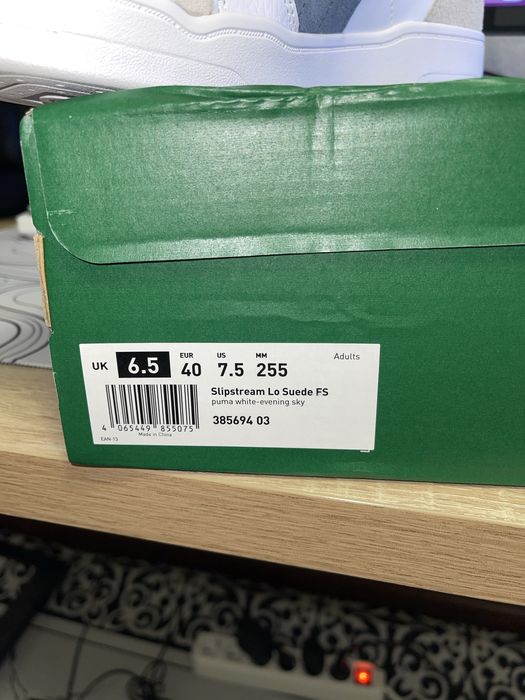 UK 6.5 EUR 40 US 7.5 MM 255 Adults
Slipstream Lo Suede FS
puma white-evening sky
385694 03
4 065449 855075
EAN 13 Made in China